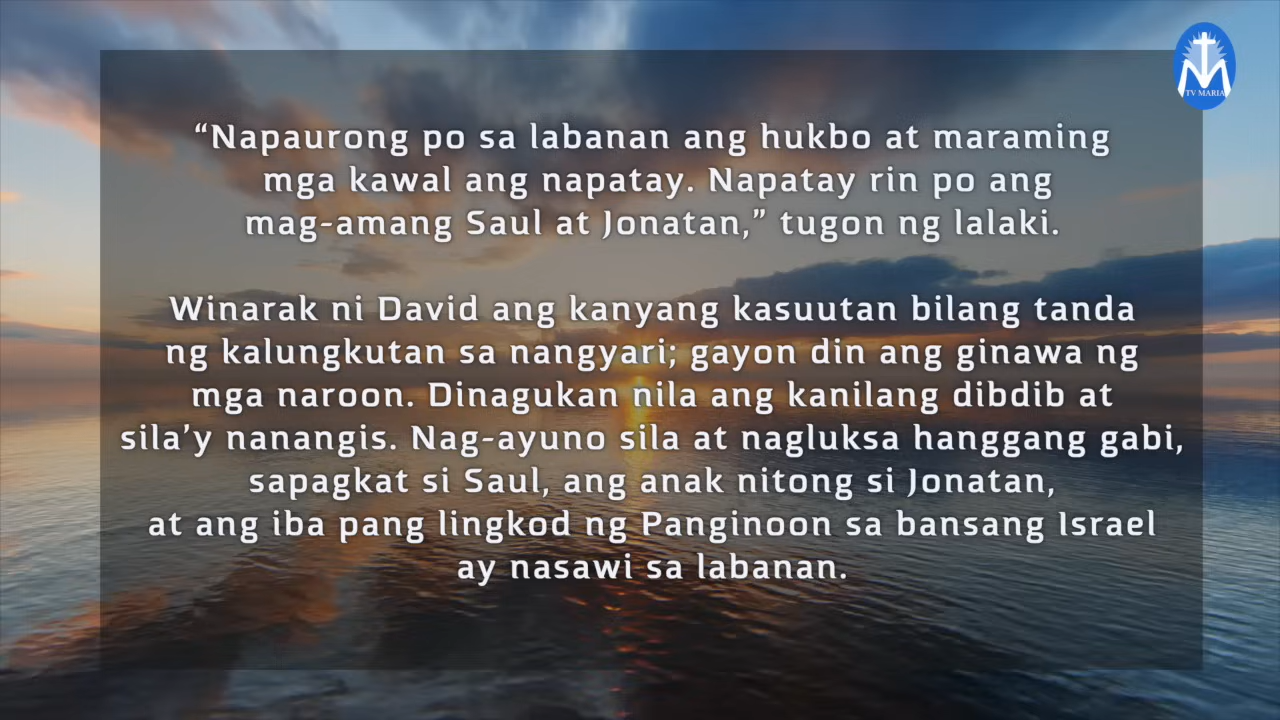 TV MARIA
“Napaurong po sa labanan ang hukbo at maraming
mga kawal ang napatay. Napatay rin po ang
mag-amang Saul at Jonatan,” tugon ng lalaki.
Winarak ni David ang kanyang kasuutan bilang tanda
ng kalungkutan sa nangyari; gayon din ang ginawa ng
mga naroon. Dinagukan nila ang kanilang dibdib at
sila’y nanangis. Nag-ayuno sila at nagluksa hanggang gabi,
sapagkat si Saul, ang anak nitong si Jonatan,
at ang iba pang lingkod ng Panginoon sa bansang Israel
ay nasawi sa labanan.